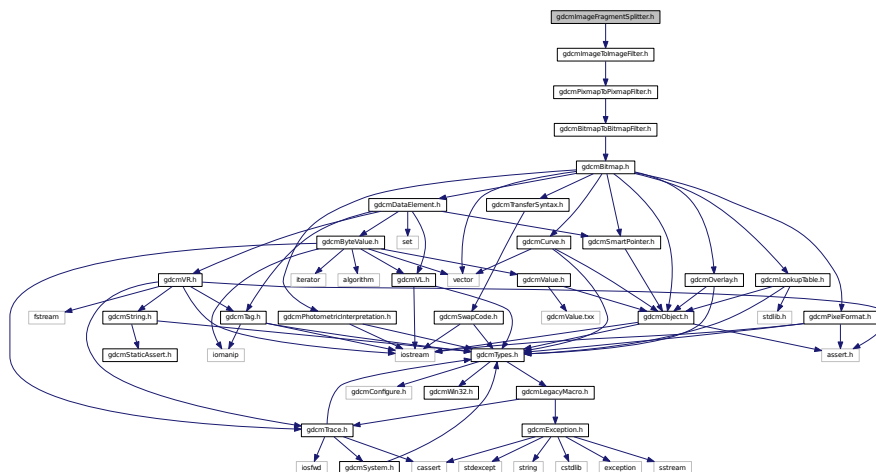 gdcmImageFragmentSplitter.h
gdcmImageToImageFilter.h
gdcmPixmapToPixmapFilter.h
gdcmBitmapToBitmapFilter.h
gdcmBitmap.h
gdcmDataElement.h
gdcmTransferSyntax.h
gdcmByteValue.h
set
gdcmCurve.h
gdcmSmartPointer.h
gdcmVR.h
iterator
algorithm
gdcmVL.h
vector
gdcmValue.h
gdcmOverlay.h
gdcmLookupTable.h
fstream
gdcmString.h
gdcmTag.h
gdcmPhotometricInterpretation.h
gdcmSwapCode.h
gdcmValue.txx
gdcmObject.h
stdlib.h
gdcmPixelFormat.h
gdcmStaticAssert.h
iomanip
iostream
gdcmTypes.h
assert.h
gdcmConfigure.h
gdcmWin32.h
gdcmLegacyMacro.h
gdcmTrace.h
gdcmException.h
iosfwd
gdcmSystem.h
cassert
stdexcept
string
cstdlib
exception
sstream